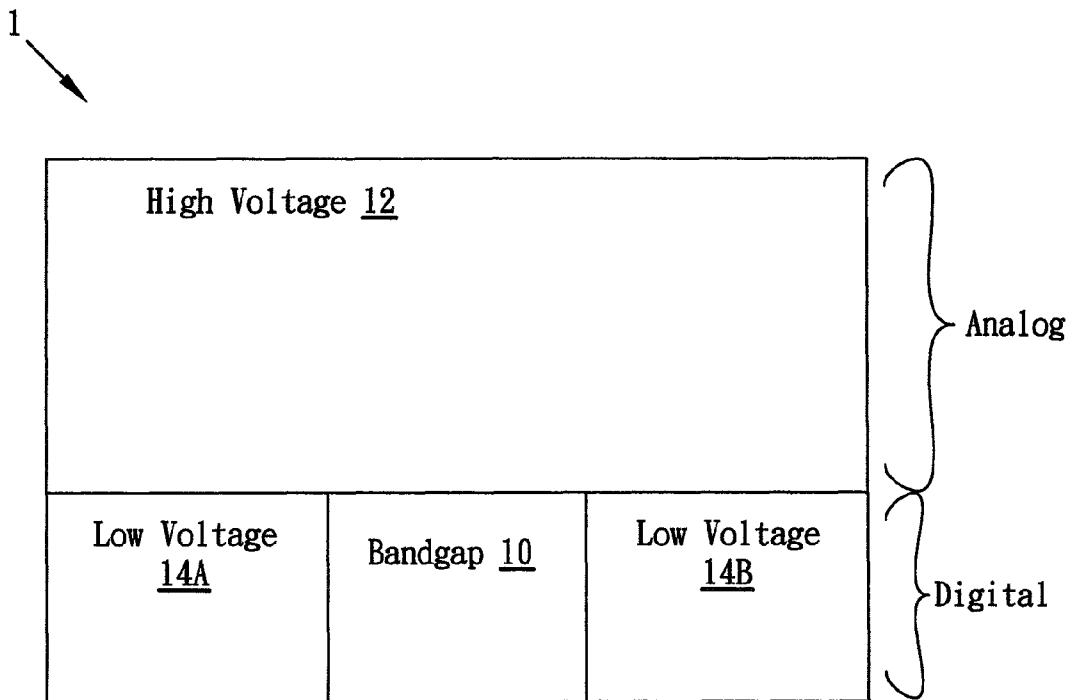 1
High Voltage 12
Analog
Low Voltage
14A
Bandgap 10
Low Voltage
14B
Digital